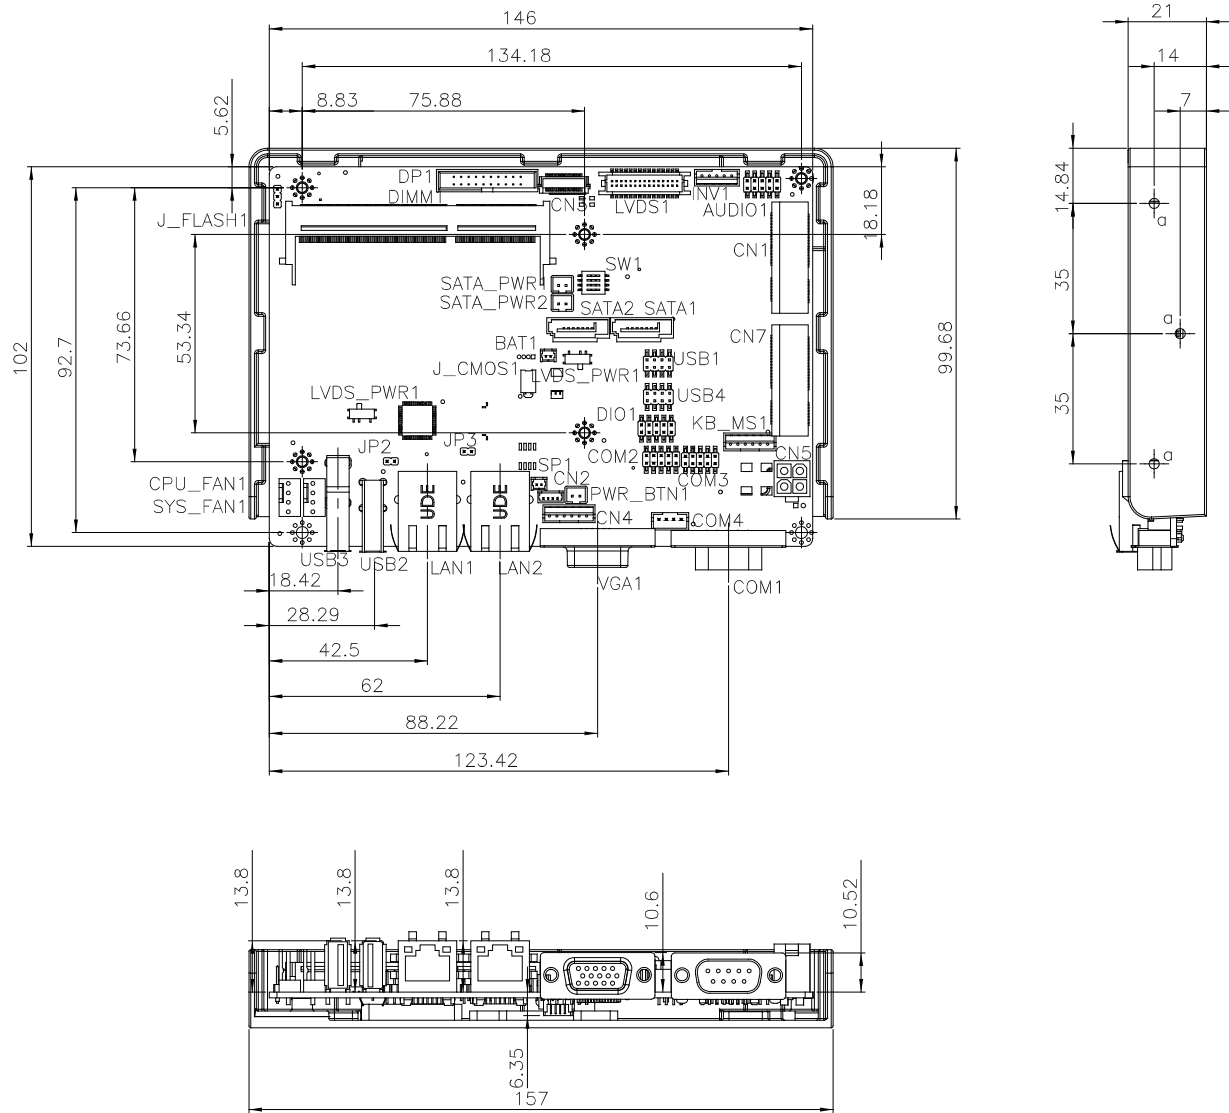 146
21
134.18
14
8.83
75.88
7
5.62
DP1
DIMM1
CN3
LVDS1
INV1
AUDIO1
14.84
18.18
a
J_FLASH1
CN1
SW1
SATA_PWR1
SATA_PWR2
SATA2
SATA1
35
a
102
92.7
73.66
53.34
99.68
BAT1
J_CMOS1
LVDS_PWR1
USB1
CN7
LVDS_PWR1
USB4
35
DIO1
KB_MS1
JP2
JP3
COM2
COM3
CN5
a
CPU_FAN1
SYS_FAN1
SP1
CN2
PWR_BTN1
UDE
UDE
CN4
COM4
USB3
USB2
LAN1
LAN2
VGA1
COM1
18.42
28.29
42.5
62
88.22
123.42
13.8
13.8
13.8
10.6
10.52
6.35
157